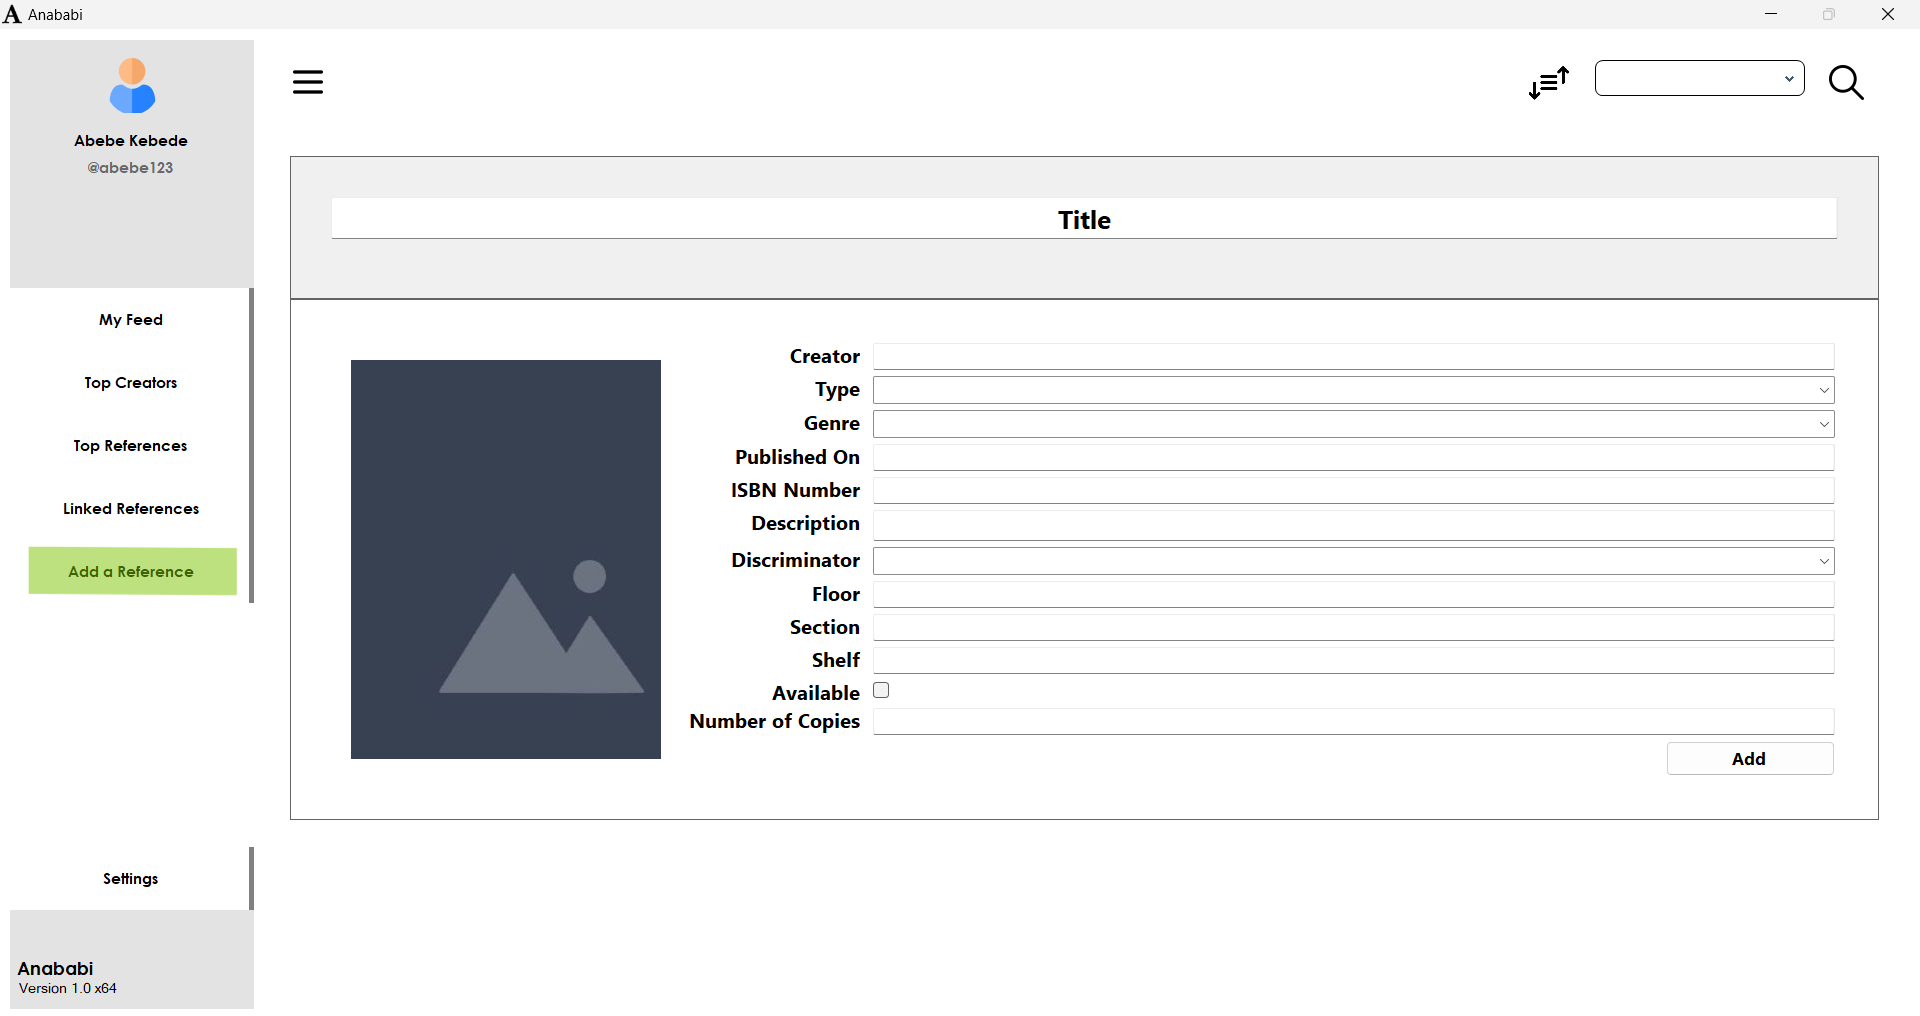 A Anababi
Abebe Kebede
@abebe123
My Feed
Top Creators
Top References
Linked References
Add a Reference
Settings
Anababi
Version 1.0 x64
Title
Creator
Type
Genre
Published On
ISBN Number
Description
Discriminator
Floor
Section
Shelf
Available
Number of Copies
Add